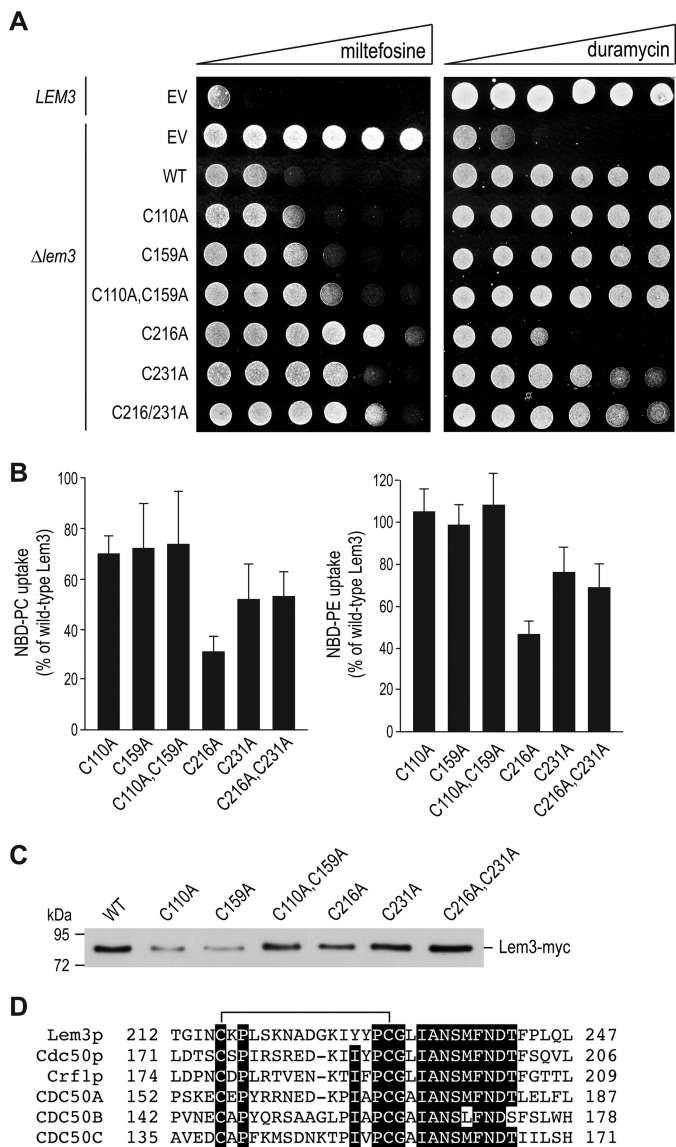 A
miltefosine
duramycin
LEM3
EV
EV
WT
C110A
Δlem3
C159A
C110A,C159A
C216A
C231A
C216/231A
B
NBD-PC uptake
(% of wild-type Lem3)
100
80
60
40
20
0
C110A
C159A
C110A,C159A
C216A
C231A
C216A,C231A
NBD-PE uptake
(% of wild-type Lem3)
120
100
80
60
40
20
0
C110A
C159A
C110A,C159A
C216A
C231A
C216A,C231A
C
kDa
WT
C110A
C159A
C110A,C159A
C216A
C231A
C216A,C231A
95
72
Lem3-myc
D
Lem3p 212 TGINCKPLSKNADGKIYYPCGLIANSMFNDTFPLQL 247
Cdc50p 171 LDTSCSPIRSRED-KIIYPCGLIANSMFNDTFSQVL 206
Crf1p 174 LDPNCDPLRTVEN-KTIFPCGLIANSMFNDTFGTTL 209
CDC50A 152 PSKECEPYRRNED-KPIAPCGAIANSMFNDTLELFL 187
CDC50B 142 PVNECAPYQRSAAGLPIAPCGAIANSLFNDSFSLWH 178
CDC50C 135 AVEDCAPFKMSDNKTPIVPCGAIANSMFNDTIILSH 171